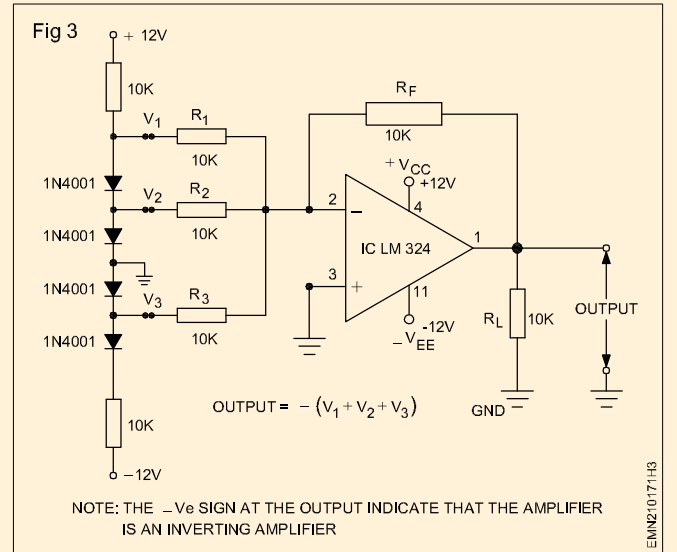 Fig 3
+ 12V
10K
V1
R1
10K
1N4001
V2
R2
10K
1N4001
1N4001
V3
R3
10K
1N4001
10K
−12V
RF
10K
+ VCC
+12V
4
2
−
IC LM 324
1
3
+
11
-12V
− VEE
RL
10K
OUTPUT
GND
OUTPUT = − (V1 + V2 + V3)
NOTE: THE −Ve SIGN AT THE OUTPUT INDICATE THAT THE AMPLIFIER
IS AN INVERTING AMPLIFIER
EMN210171H3